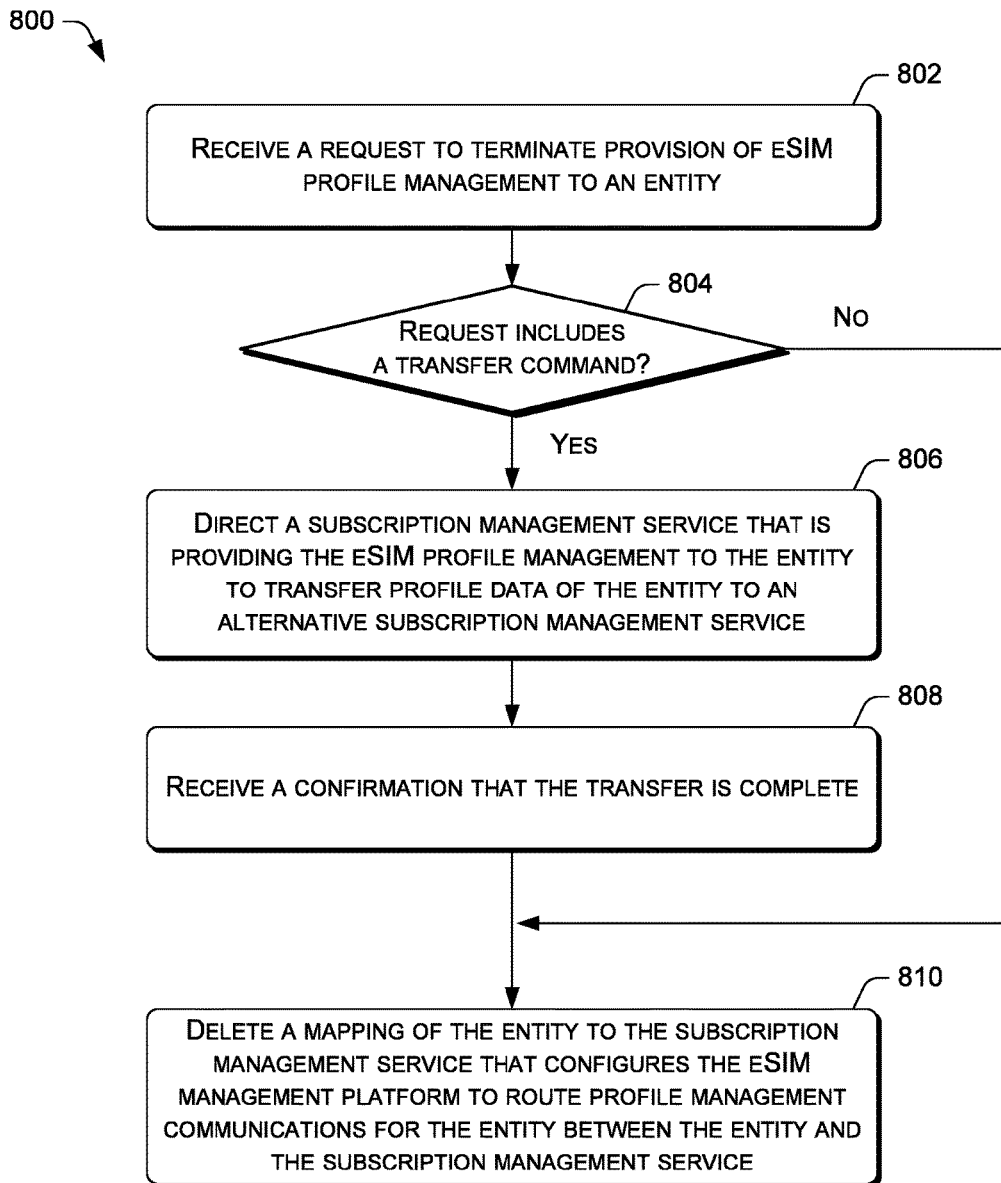 800
802
RECEIVE A REQUEST TO TERMINATE PROVISION OF ESIM
PROFILE MANAGEMENT TO AN ENTITY
804
REQUEST INCLUDES
A TRANSFER COMMAND?
NO
YES
806
DIRECT A SUBSCRIPTION MANAGEMENT SERVICE THAT IS
PROVIDING THE ESIM PROFILE MANAGEMENT TO THE ENTITY
TO TRANSFER PROFILE DATA OF THE ENTITY TO AN
ALTERNATIVE SUBSCRIPTION MANAGEMENT SERVICE
808
RECEIVE A CONFIRMATION THAT THE TRANSFER IS COMPLETE
810
DELETE A MAPPING OF THE ENTITY TO THE SUBSCRIPTION
MANAGEMENT SERVICE THAT CONFIGURES THE ESIM
MANAGEMENT PLATFORM TO ROUTE PROFILE MANAGEMENT
COMMUNICATIONS FOR THE ENTITY BETWEEN THE ENTITY AND
THE SUBSCRIPTION MANAGEMENT SERVICE